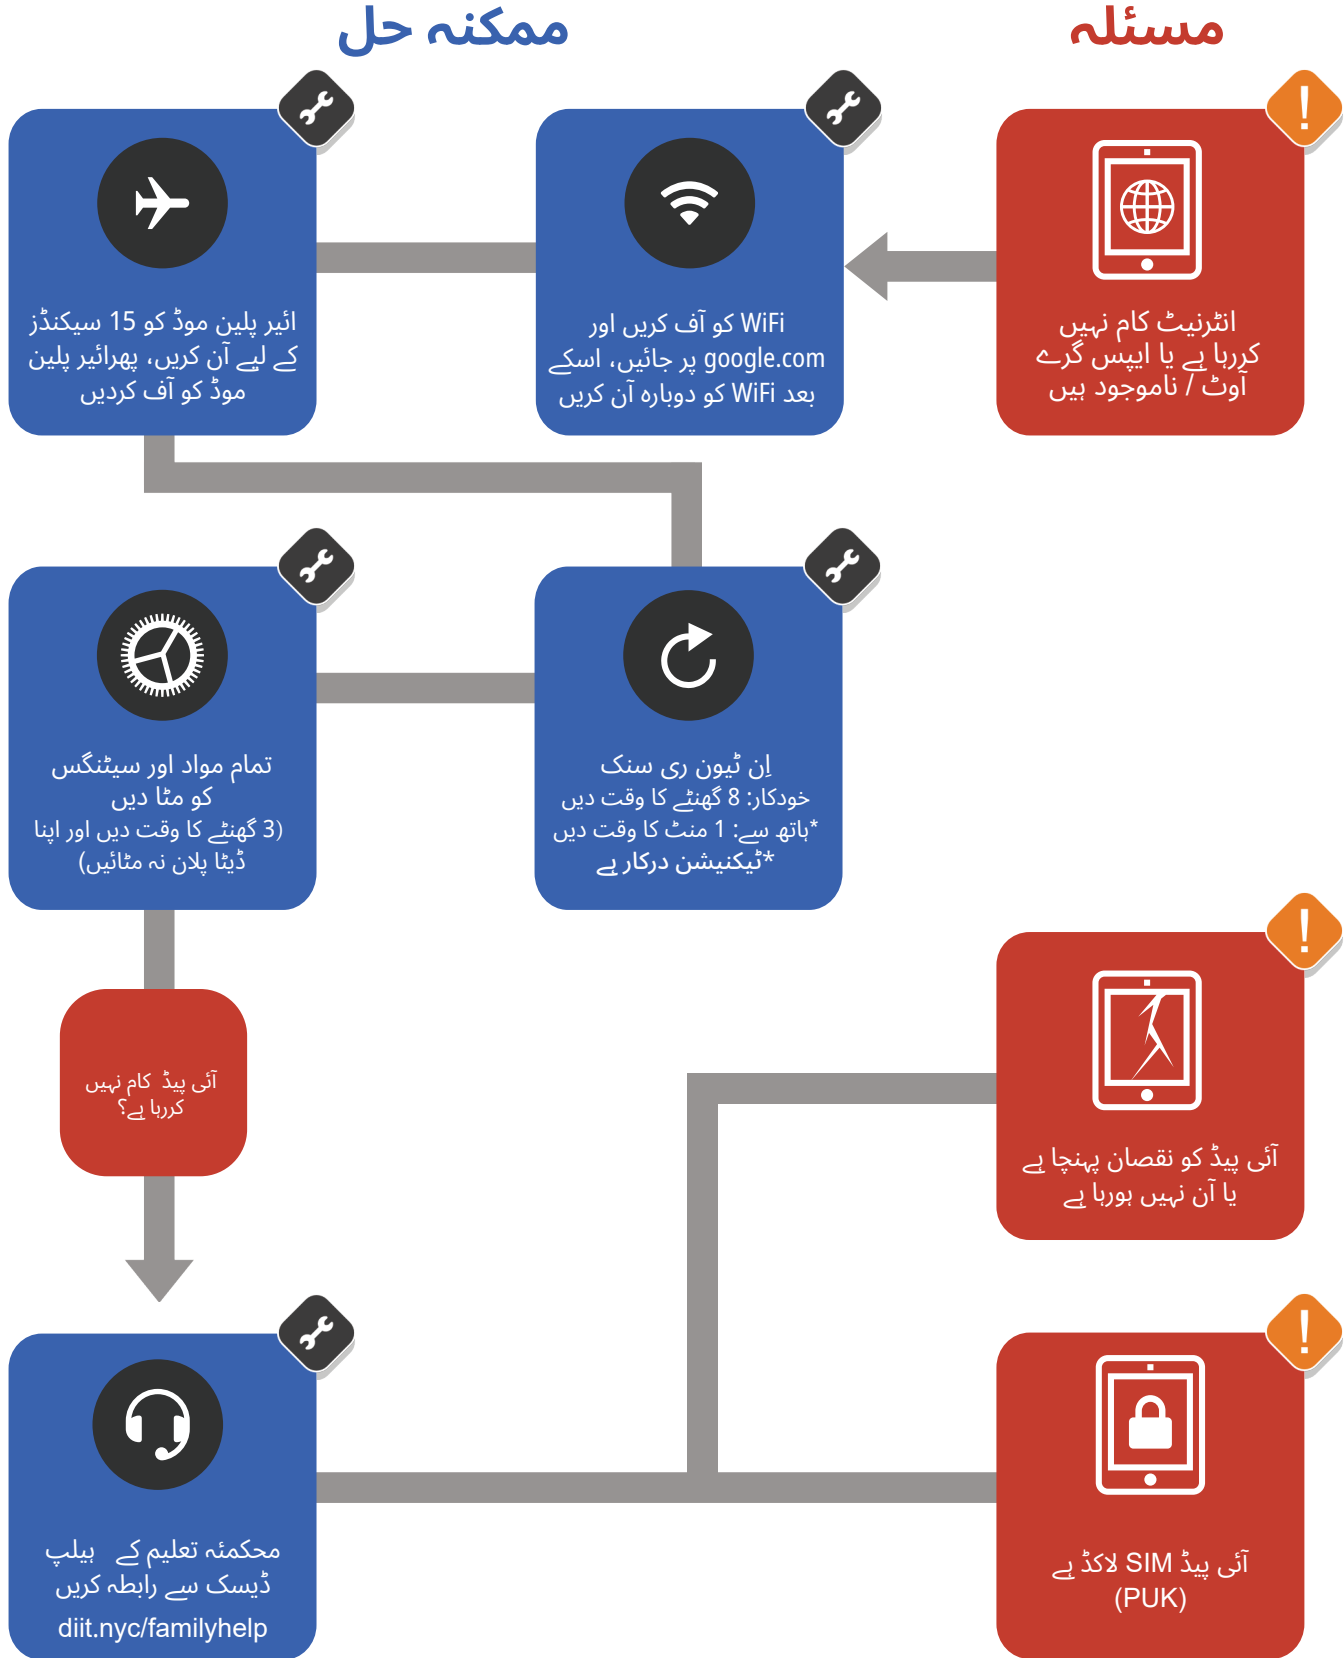 مسئلہ
ممکنہ حل
انٹرنیٹ کام نہیں
کررہا ہے یا ایپس گرے
آوٹ / ناموجود ہیں
WiFi کو آف کریں اور
google.com پر جائیں، اسکے
بعد WiFi کو دوبارہ آن کریں
ائیر پلین موڈ کو 15 سیکنڈز
کے لیے آن کریں، پھرائیر پلین
موڈ کو آف کردیں
اِن ٹیون ری سنک
خودکار: 8 گھنٹے کا وقت دیں
*ہاتھ سے: 1 منٹ کا وقت دیں
*ٹیکنیشن درکار ہے
تمام مواد اور سیٹنگس
کو مٹا دیں
(3 گھنٹے کا وقت دیں اور اپنا
ڈیٹا پلان نہ مٹائیں)
آئی پیڈ کام نہیں
کررہا ہے؟
آئی پیڈ کو نقصان پہنچا ہے
یا آن نہیں ہورہا ہے
آئی پیڈ SIM لاکڈ ہے
(PUK)
محکمئہ تعلیم کے ہیلپ
ڈیسک سے رابطہ کریں
diit.nyc/familyhelp